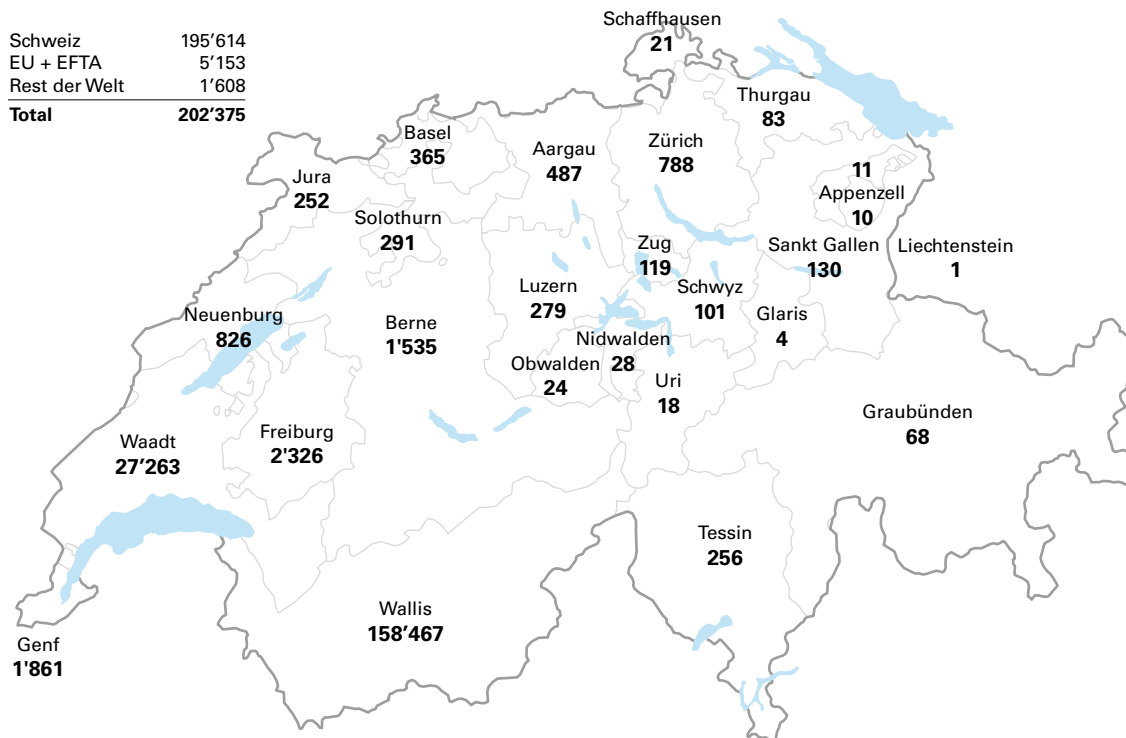 Schweiz 195’614
EU + EFTA 5’153
Rest der Welt 1’608
Total 202’375
Schaffhausen
21
Thurgau
83
Basel
365
Aargau
487
Zürich
788
Jura
252
11
Appenzell
10
Solothurn
291
Zug
119
Sankt Gallen
130
Liechtenstein
1
Luzern
279
Schwyz
101
Neuenburg
826
Berne
1'535
Glaris
4
Nidwalden
28
Obwalden
24
Uri
18
Graubünden
68
Waadt
27’263
Freiburg
2'326
Tessin
256
Wallis
158’467
Genf
1'861